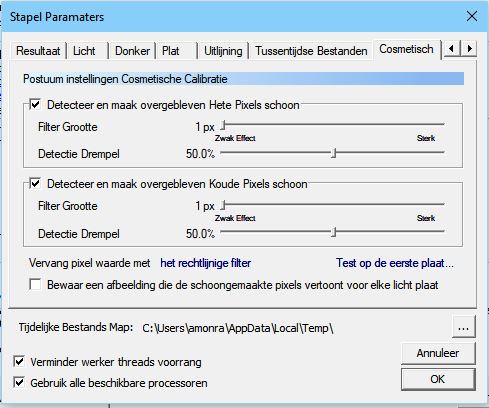 Stapel Paramaters
Resultaat Licht Donker Plat Uitlijning Tussentijdse Bestanden Cosmetisch
Postuum instellingen Cosmetische Calibratie
Detecteer en maak overgebleven Hete Pixels schoon
Filter Grootte 1 px
Zwak Effect Sterk
Detectie Drempel 50.0%
Detecteer en maak overgebleven Koude Pixels schoon
Filter Grootte 1 px
Zwak Effect Sterk
Detectie Drempel 50.0%
Vervang pixel waarde met het rechtlijnige filter Test op de eerste plaat...
Bewaar een afbeelding die de schoongemaakte pixels vertoont voor elke licht plaat
Tijdelijke Bestands Map: C:\Users\amonra\AppData\Local\Temp\ ...
Verminder werker threads voorrang
Annuleer
Gebruik alle beschikbare processoren
OK